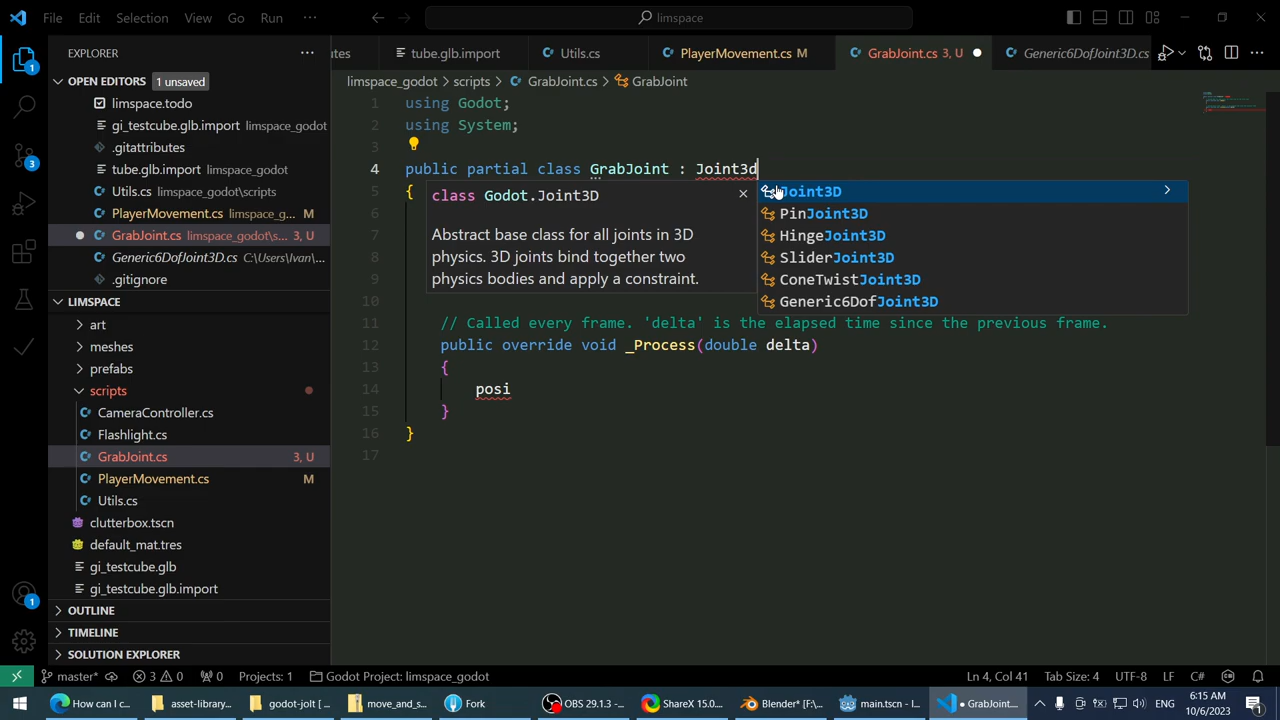 File Edit Selection View Go Run ··· limspace
EXPLORER ···
OPEN EDITORS 1 unsaved
limspace.todo
gi_testcube.glb.import limspace_godot
.gitattributes
tube.glb.import limspace_godot
Utils.cs limspace_godot\scripts
PlayerMovement.cs limspace_g... M
GrabJoint.cs limspace_godot\s... 3, U
Generic6DofJoint3D.cs C:\Users\Ivan\...
.gitignore
LIMSPACE
art
meshes
prefabs
scripts
CameraController.cs
Flashlight.cs
GrabJoint.cs 3, U
PlayerMovement.cs M
Utils.cs
clutterbox.tscn
default_mat.tres
gi_testcube.glb
gi_testcube.glb.import
OUTLINE
TIMELINE
SOLUTION EXPLORER
1
3
1
utes tube.glb.import Utils.cs PlayerMovement.cs M GrabJoint.cs 3, U Generic6DofJoint3D.cs ···
limspace_godot > scripts > GrabJoint.cs > GrabJoint
1 using Godot;
2 using System;
3
4 public partial class GrabJoint : Joint3d
5 {
6
7
8
9
10
11 // Called every frame. 'delta' is the elapsed time since the previous frame.
12 public override void _Process(double delta)
13 {
14 posi
15 }
16 }
17
class Godot.Joint3D
Abstract base class for all joints in 3D
physics. 3D joints bind together two
physics bodies and apply a constraint.
Joint3D
PinJoint3D
HingeJoint3D
SliderJoint3D
ConeTwistJoint3D
Generic6DofJoint3D
master* 3 0 0 Projects: 1 Godot Project: limspace_godot Ln 4, Col 41 Tab Size: 4 UTF-8 LF C#
How can I c... asset-library... godot-jolt [... move_and_s... Fork OBS 29.1.3 -... ShareX 15.0.... Blender* [F:\... main.tscn - l... GrabJoint.... ENG 6:15 AM 10/6/2023 1